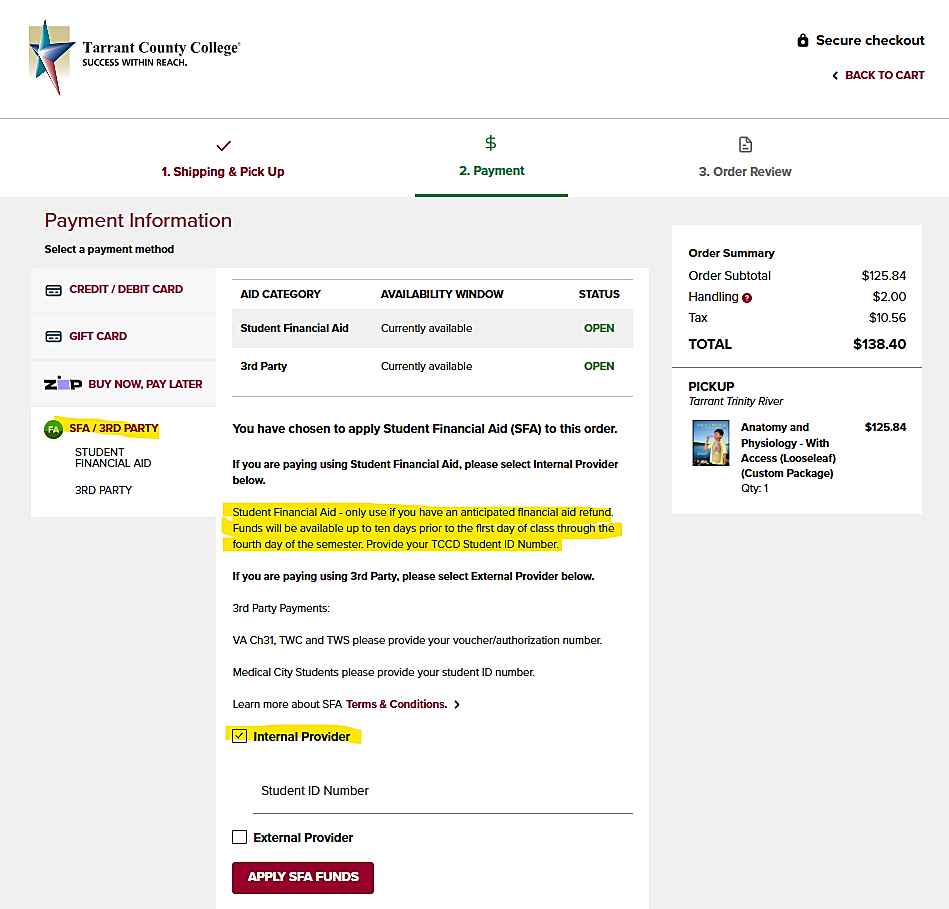 Tarrant County College®
SUCCESS WITHIN REACH.
Secure checkout
BACK TO CART
1. Shipping & Pick Up
$
2. Payment
3. Order Review
Payment Information
Select a payment method
CREDIT / DEBIT CARD
GIFT CARD
ZIP BUY NOW, PAY LATER
FA SFA / 3RD PARTY
STUDENT
FINANCIAL AID
3RD PARTY
AID CATEGORY AVAILABILITY WINDOW STATUS
Student Financial Aid Currently available OPEN
3rd Party Currently available OPEN
You have chosen to apply Student Financial Aid (SFA) to this order.
If you are paying using Student Financial Aid, please select Internal Provider
below.
Student Financial Aid - only use if you have an anticipated financial aid refund.
Funds will be available up to ten days prior to the first day of class through the
fourth day of the semester. Provide your TCCD Student ID Number.
If you are paying using 3rd Party, please select External Provider below.
3rd Party Payments:
VA Ch31, TWC and TWS please provide your voucher/authorization number.
Medical City Students please provide your student ID number.
Learn more about SFA Terms & Conditions.
Internal Provider
Student ID Number
External Provider
APPLY SFA FUNDS
Order Summary
Order Subtotal $125.84
Handling ? $2.00
Tax $10.56
TOTAL $138.40
PICKUP
Tarrant Trinity River
Anatomy and $125.84
Physiology - With
Access (Looseleaf)
(Custom Package)
Qty: 1